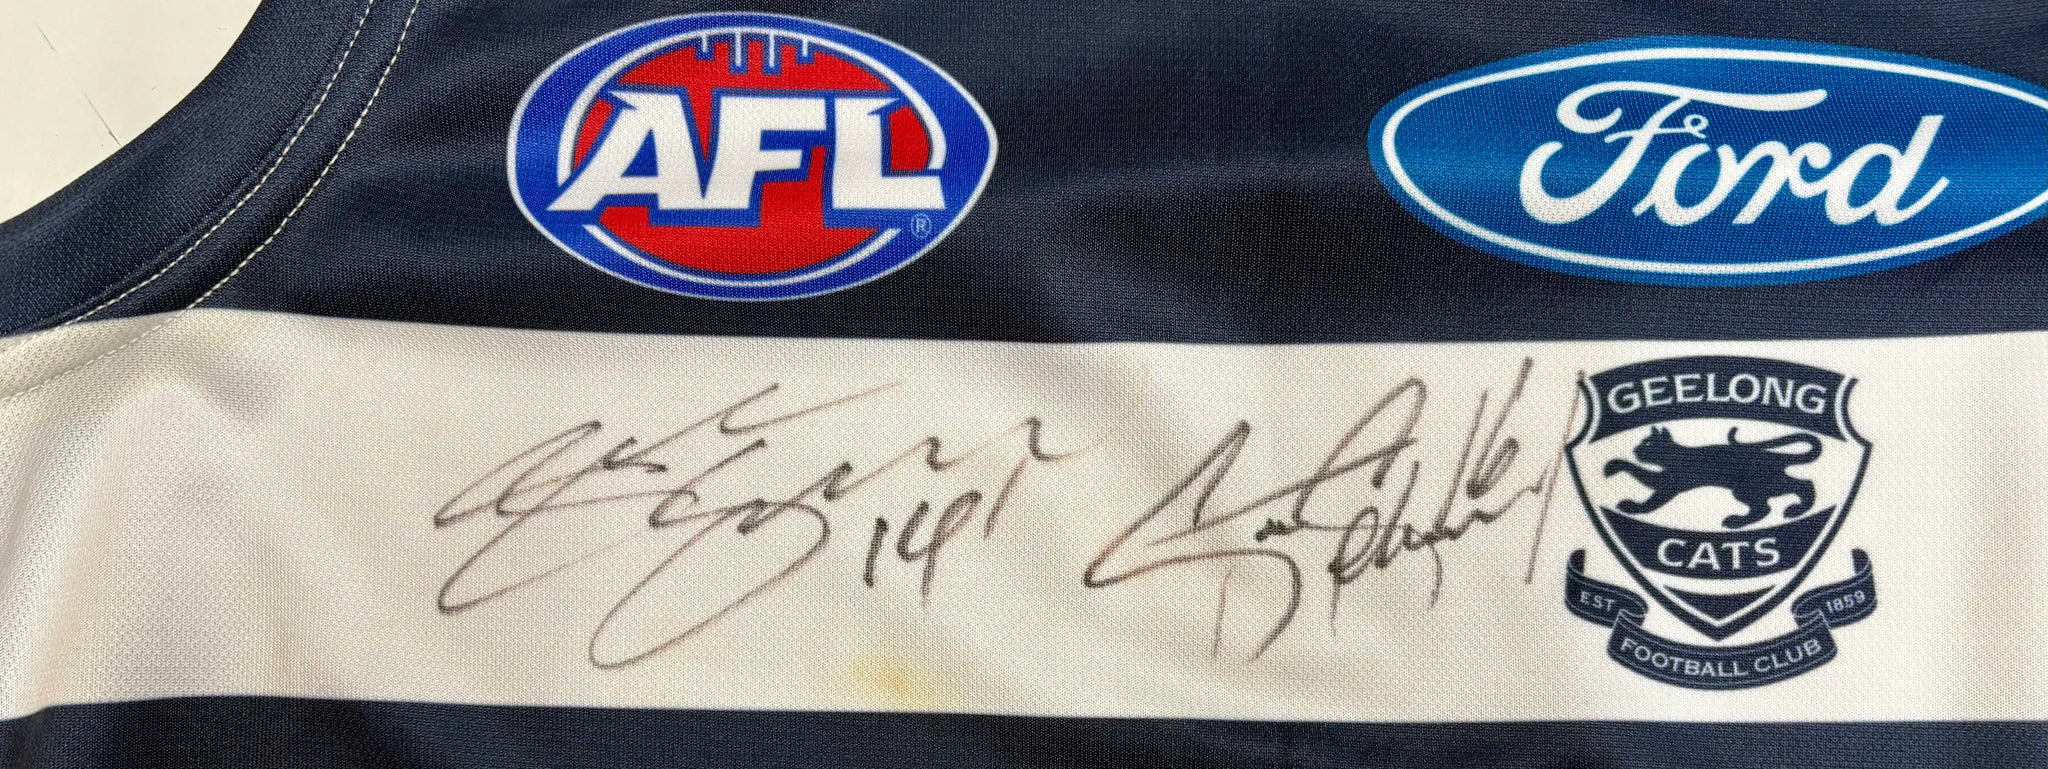 AFL ®
Ford
14
GEELONG
CATS
EST 1859
FOOTBALL CLUB